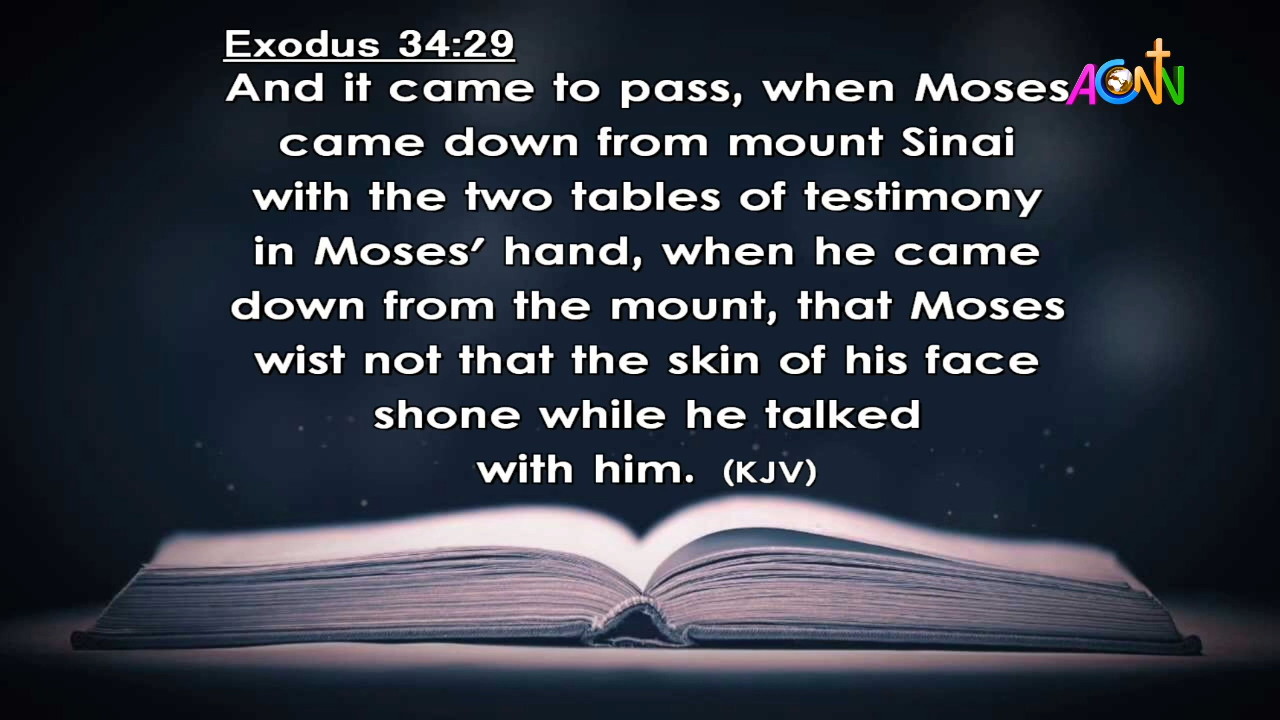 Exodus 34:29
And it came to pass, when Moses
ACNN
came down from mount Sinai
with the two tables of testimony
in Moses’ hand, when he came
down from the mount, that Moses
wist not that the skin of his face
shone while he talked
with him. (KJV)